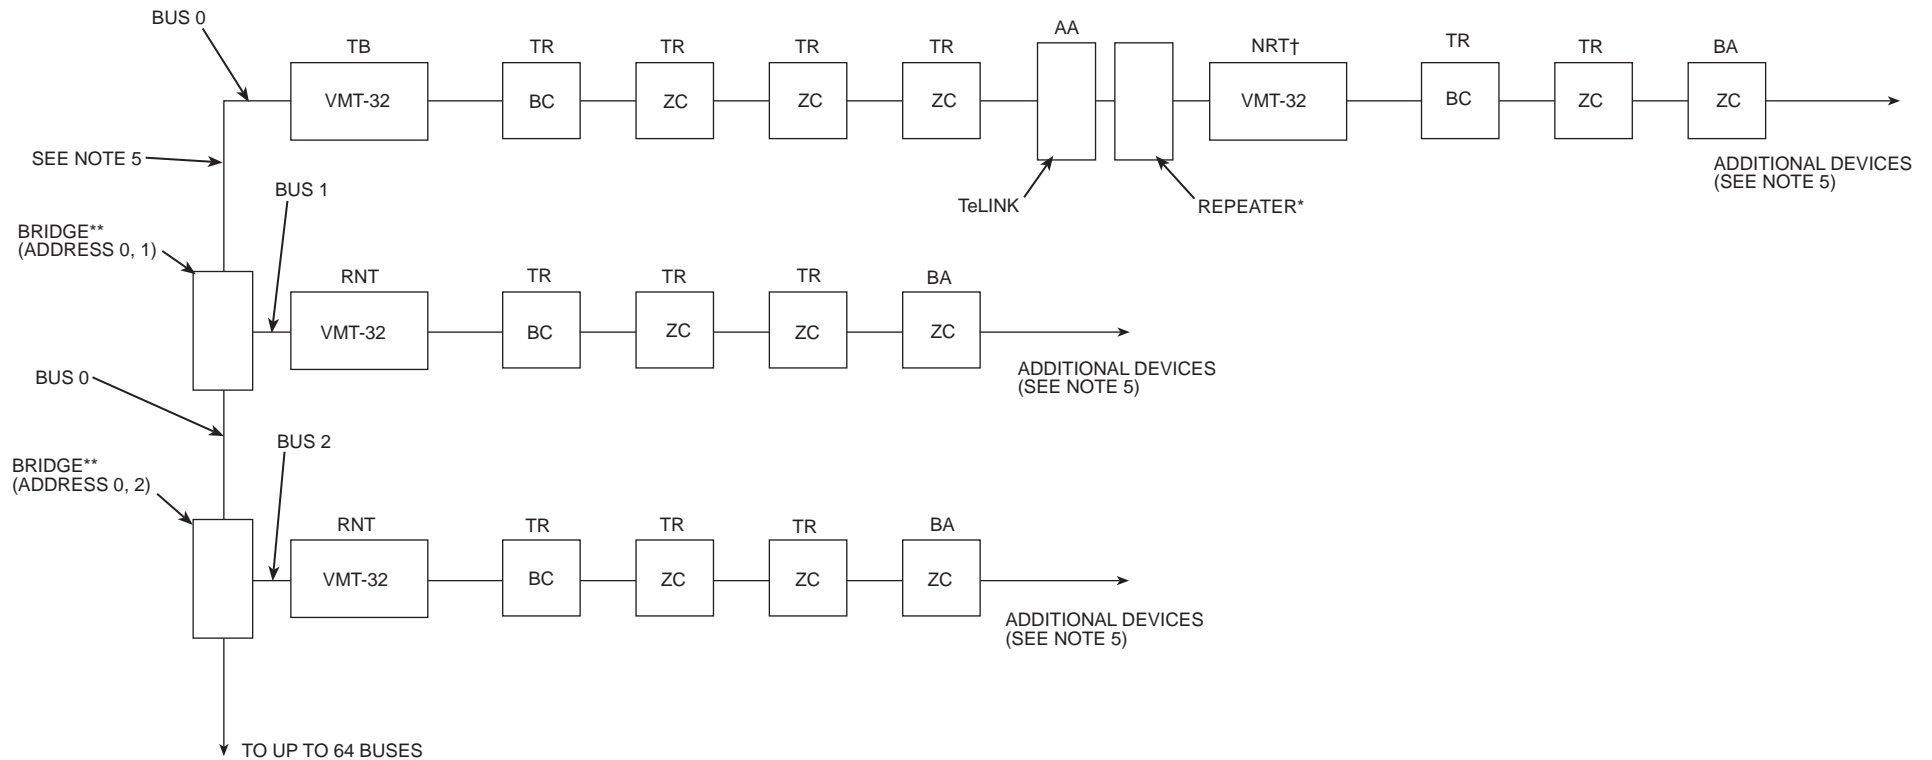 BUS 0
TB
TR
TR
TR
TR
AA
NRT†
TR
TR
BA
VMT-32
BC
ZC
ZC
ZC
VMT-32
BC
ZC
ZC
SEE NOTE 5
TeLINK
REPEATER*
ADDITIONAL DEVICES
(SEE NOTE 5)
BUS 1
BRIDGE**
(ADDRESS 0, 1)
RNT
TR
TR
TR
BA
VMT-32
BC
ZC
ZC
ZC
ADDITIONAL DEVICES
(SEE NOTE 5)
BUS 0
BUS 2
BRIDGE**
(ADDRESS 0, 2)
RNT
TR
TR
TR
BA
VMT-32
BC
ZC
ZC
ZC
ADDITIONAL DEVICES
(SEE NOTE 5)
TO UP TO 64 BUSES